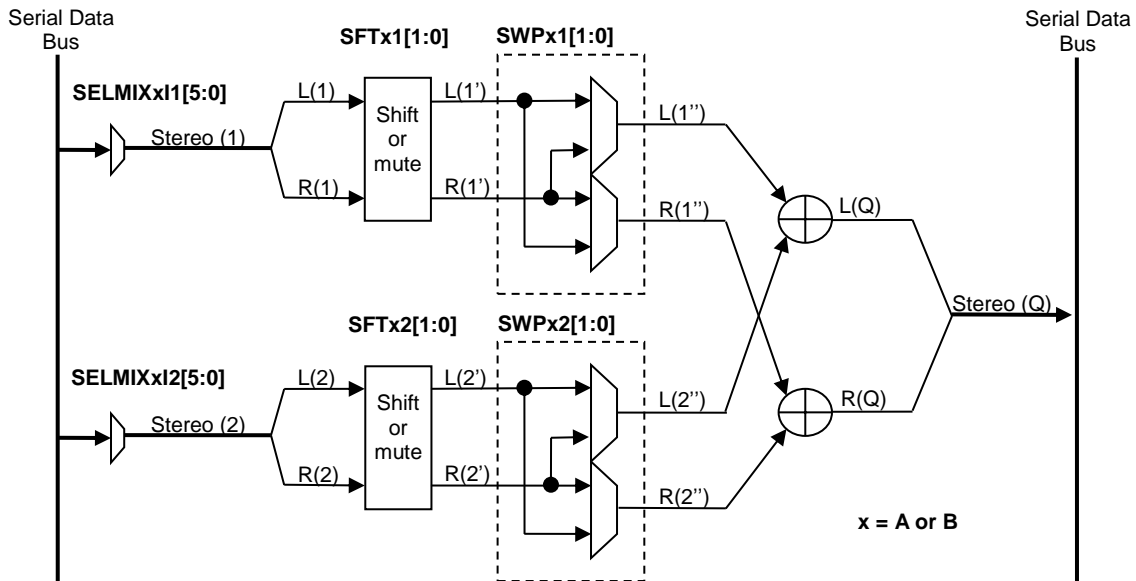 Serial Data
Bus
Serial Data
Bus
SFTx1[1:0]
SWPx1[1:0]
SELMIXxI1[5:0]
L(1)
L(1')
L(1'')
Shift
or
mute
Stereo (1)
R(1)
R(1')
R(1'')
L(Q)
Stereo (Q)
SFTx2[1:0]
SWPx2[1:0]
SELMIXxI2[5:0]
L(2)
L(2')
L(2'')
R(Q)
Shift
or
mute
Stereo (2)
R(2)
R(2')
R(2'')
x = A or B